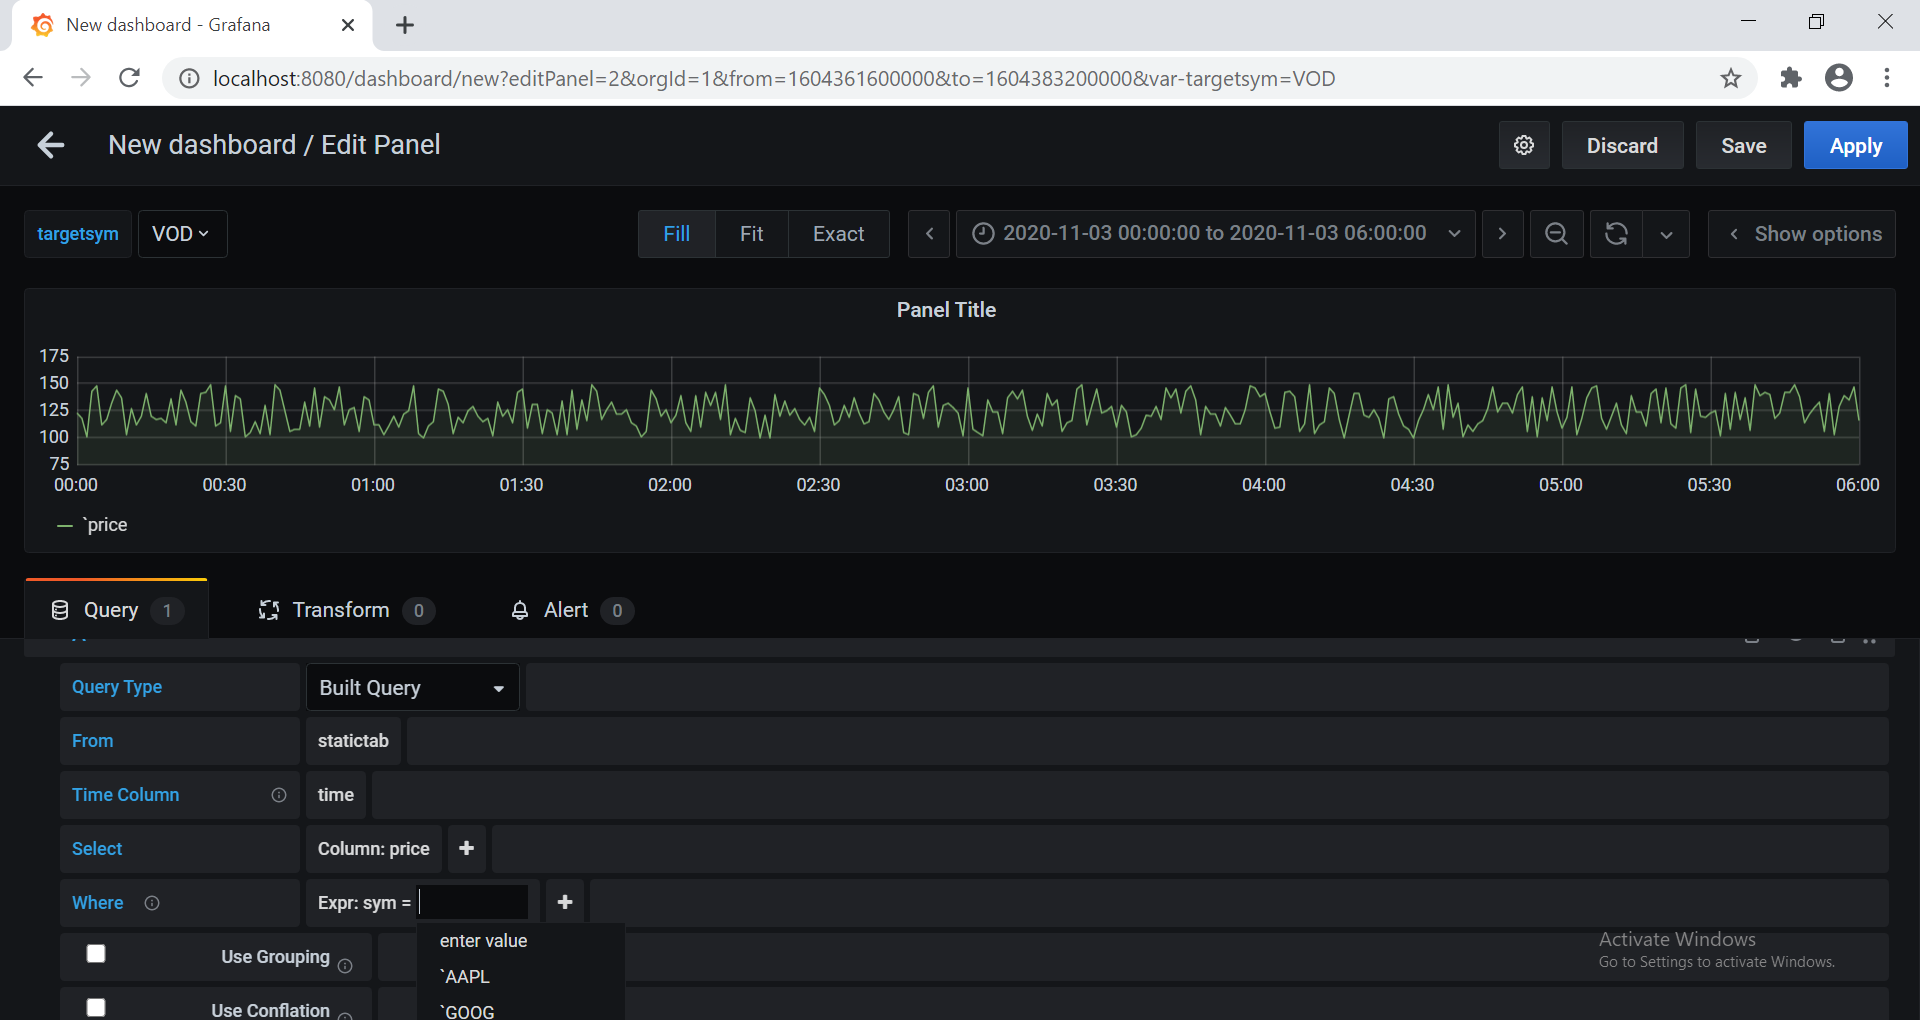 New dashboard - Grafana
localhost:8080/dashboard/new?editPanel=2&orgId=1&from=1604361600000&to=1604383200000&var-targetsym=VOD
New dashboard / Edit Panel
Discard
Save
Apply
targetsym
VOD
Fill
Fit
Exact
2020-11-03 00:00:00 to 2020-11-03 06:00:00
Show options
Panel Title
175
150
125
100
75
00:00 00:30 01:00 01:30 02:00 02:30 03:00 03:30 04:00 04:30 05:00 05:30 06:00
`price
Query 1
Transform 0
Alert 0
Query Type
Built Query
From
statictab
Time Column
time
Select
Column: price
Where
Expr: sym =
enter value
`AAPL
`GOOG
Use Grouping
Use Conflation
Activate Windows
Go to Settings to activate Windows.